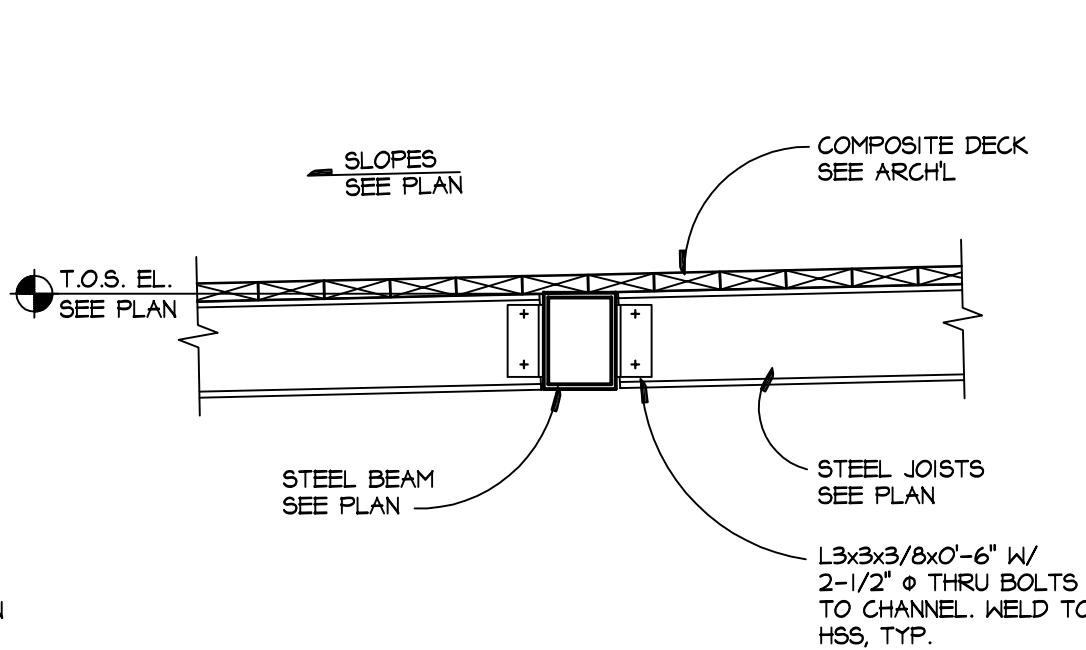 COMPOSITE DECK
SEE ARCH'L
SLOPES
SEE PLAN
T.O.S. EL.
SEE PLAN
STEEL BEAM
SEE PLAN
STEEL JOISTS
SEE PLAN
L3x3x3/8x0'-6" W/
2-1/2" Φ THRU BOLTS
TO CHANNEL. WELD TO
HSS, TYP.